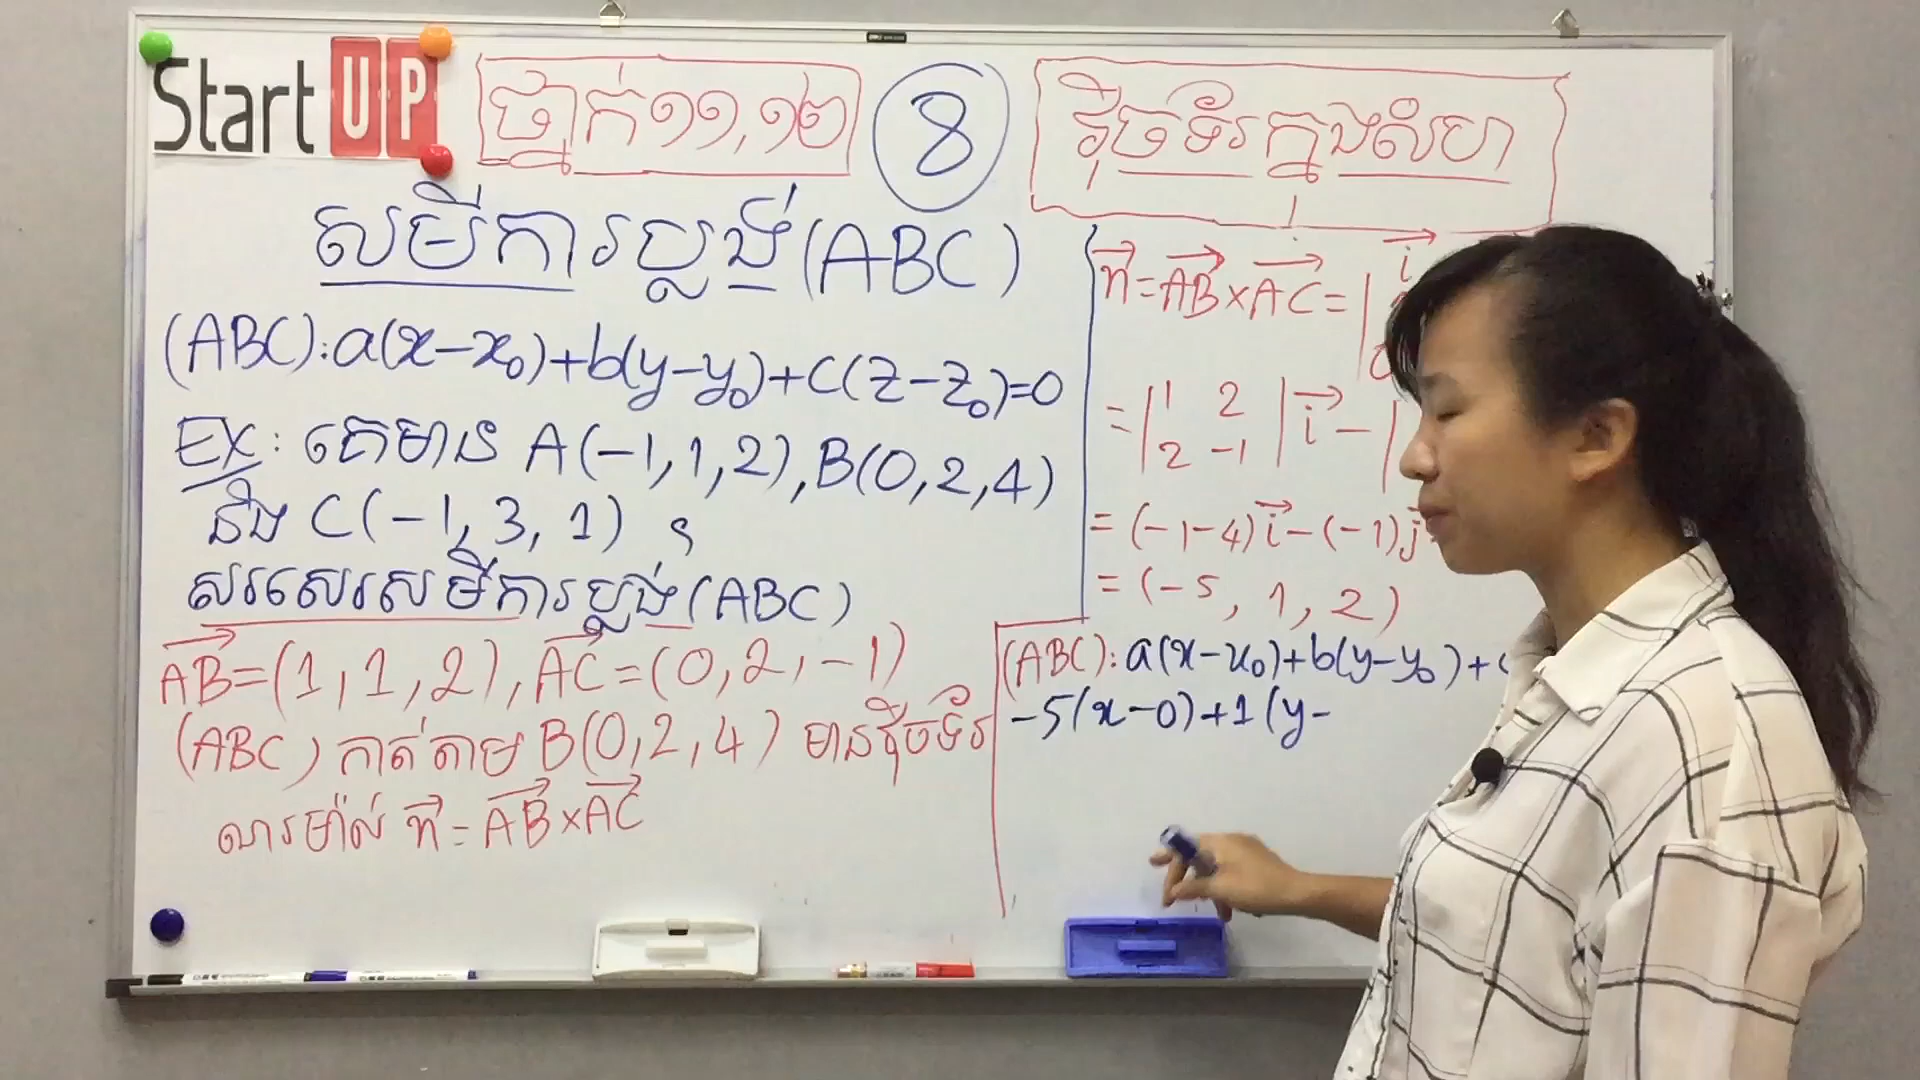 Start UP
ថ្នាក់១១,១២
8
វ៉ិចទ័រក្នុងលំហ
សមីការប្លង់(ABC)
(ABC):a(x-x₀)+b(y-y₀)+c(z-z₀)=0
EX: គេមាន A(-1,1,2),B(0,2,4)
និង C(-1,3,1) ។
សរសេរសមីការប្លង់(ABC)
AB⃗=(1,1,2),AC⃗=(0,2,-1)
(ABC) កាត់តាម B(0,2,4) មានវ៉ិចទ័រ
ណរម៉ាល់ n⃗=AB⃗×AC⃗
n⃗=AB⃗×AC⃗=| i⃗
=|1 2
2 -1| i⃗ -|
=(-1-4)i⃗-(-1)j⃗
=(-5,1,2)
(ABC):a(x-x₀)+b(y-y₀)+c
-5(x-0)+1(y-